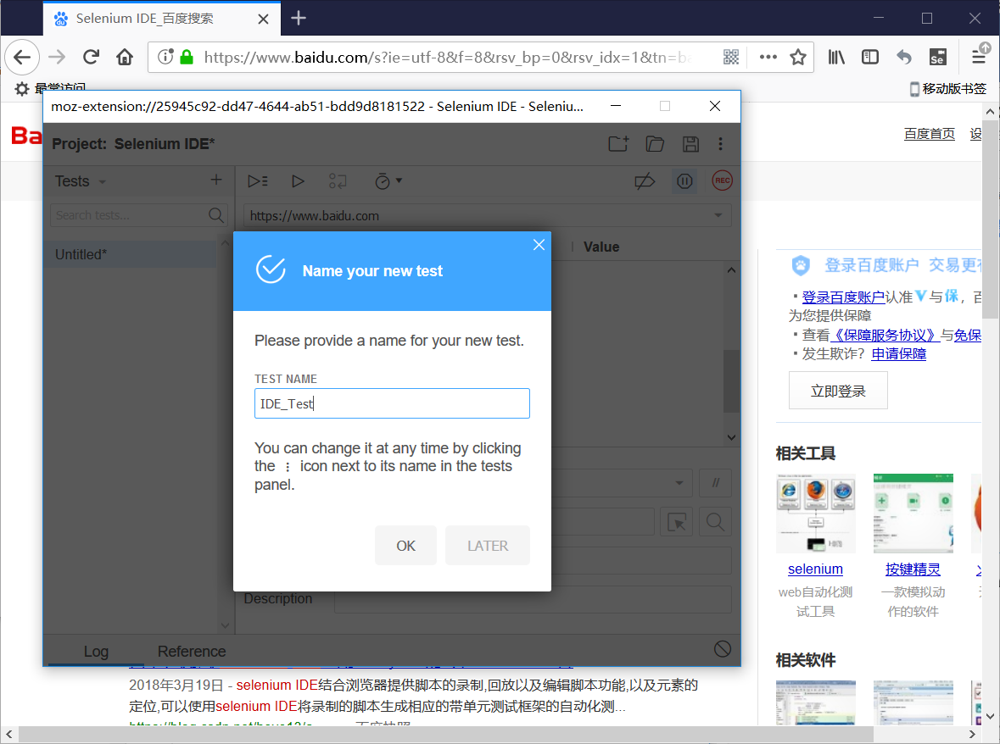 Selenium IDE_百度搜索
https://www.baidu.com/s?ie=utf-8&f=8&rsv_bp=0&rsv_idx=1&tn=ba
Se
最常访问
移动版书签
moz-extension://25945c92-dd47-4644-ab51-bdd9d8181522 - Selenium IDE - Seleniu...
Ba
百度首页
设
Project: Selenium IDE*
Tests
REC
Search tests...
https://www.baidu.com
Untitled*
Value
Name your new test
Please provide a name for your new test.
TEST NAME
IDE_Test
You can change it at any time by clicking
the ⋮ icon next to its name in the tests
panel.
OK
LATER
//
Description
Log
Reference
登录百度账户 交易更有
·登录百度账户认准V与保，百
为您提供保障
·查看《保障服务协议》与免保
·发生欺诈？申请保障
立即登录
相关工具
selenium
按键精灵
web自动化测
试工具
一款模拟动
作的软件
相关软件
2018年3月19日 - selenium IDE结合浏览器提供脚本的录制,回放以及编辑脚本功能,以及元素的
定位,可以使用selenium IDE将录制的脚本生成相应的带单元测试框架的自动化测...